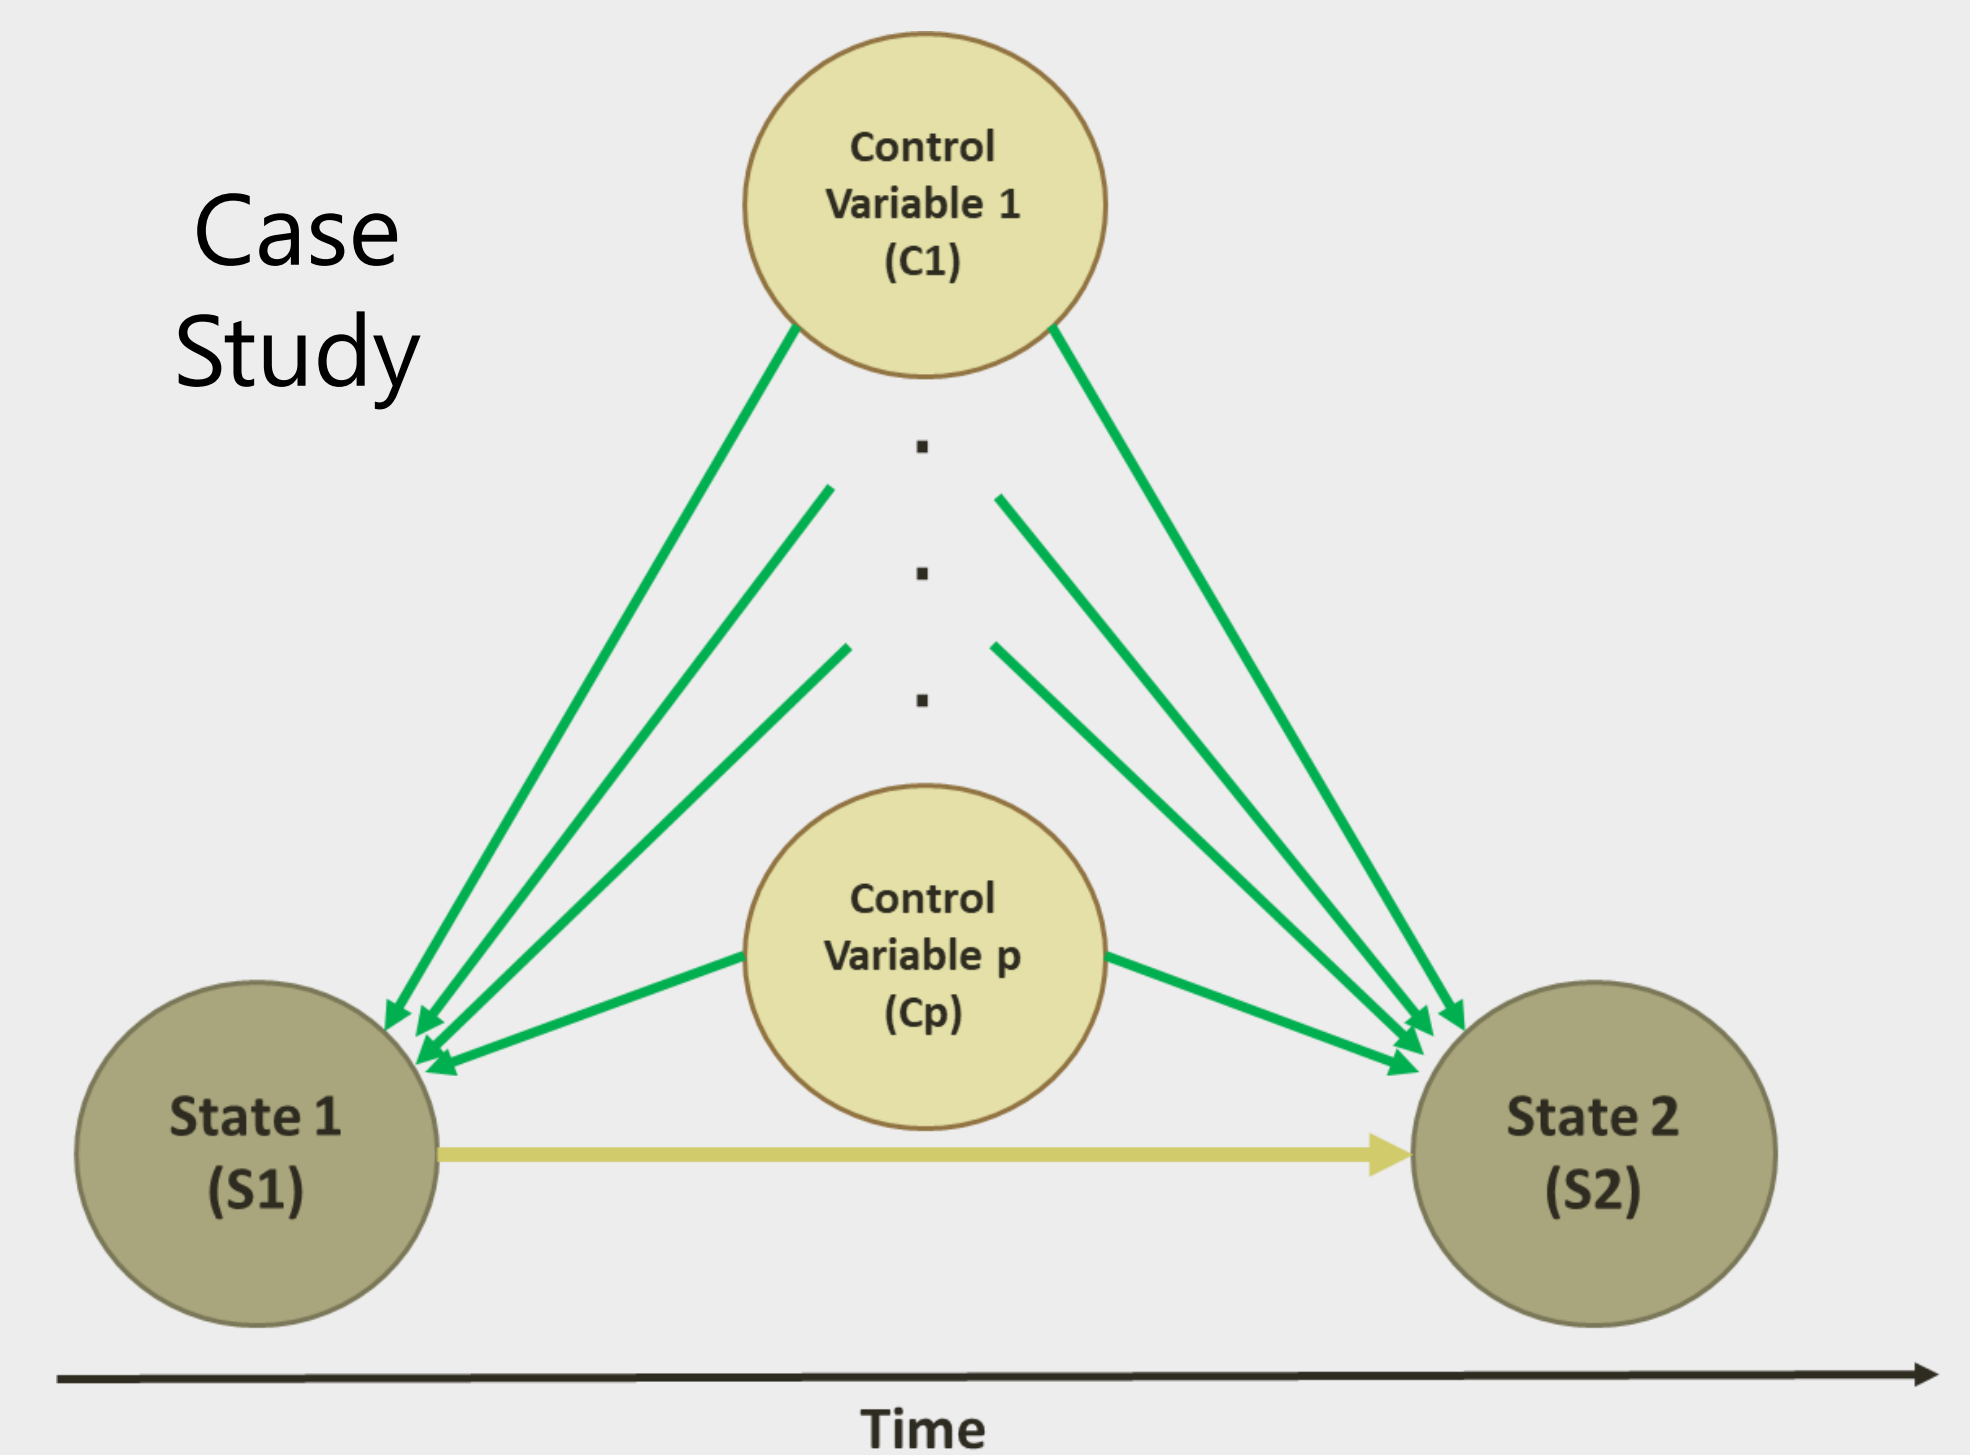 Case
Study
Control
Variable 1
(C1)
.
.
.
Control
Variable p
(Cp)
State 1
(S1)
State 2
(S2)
Time